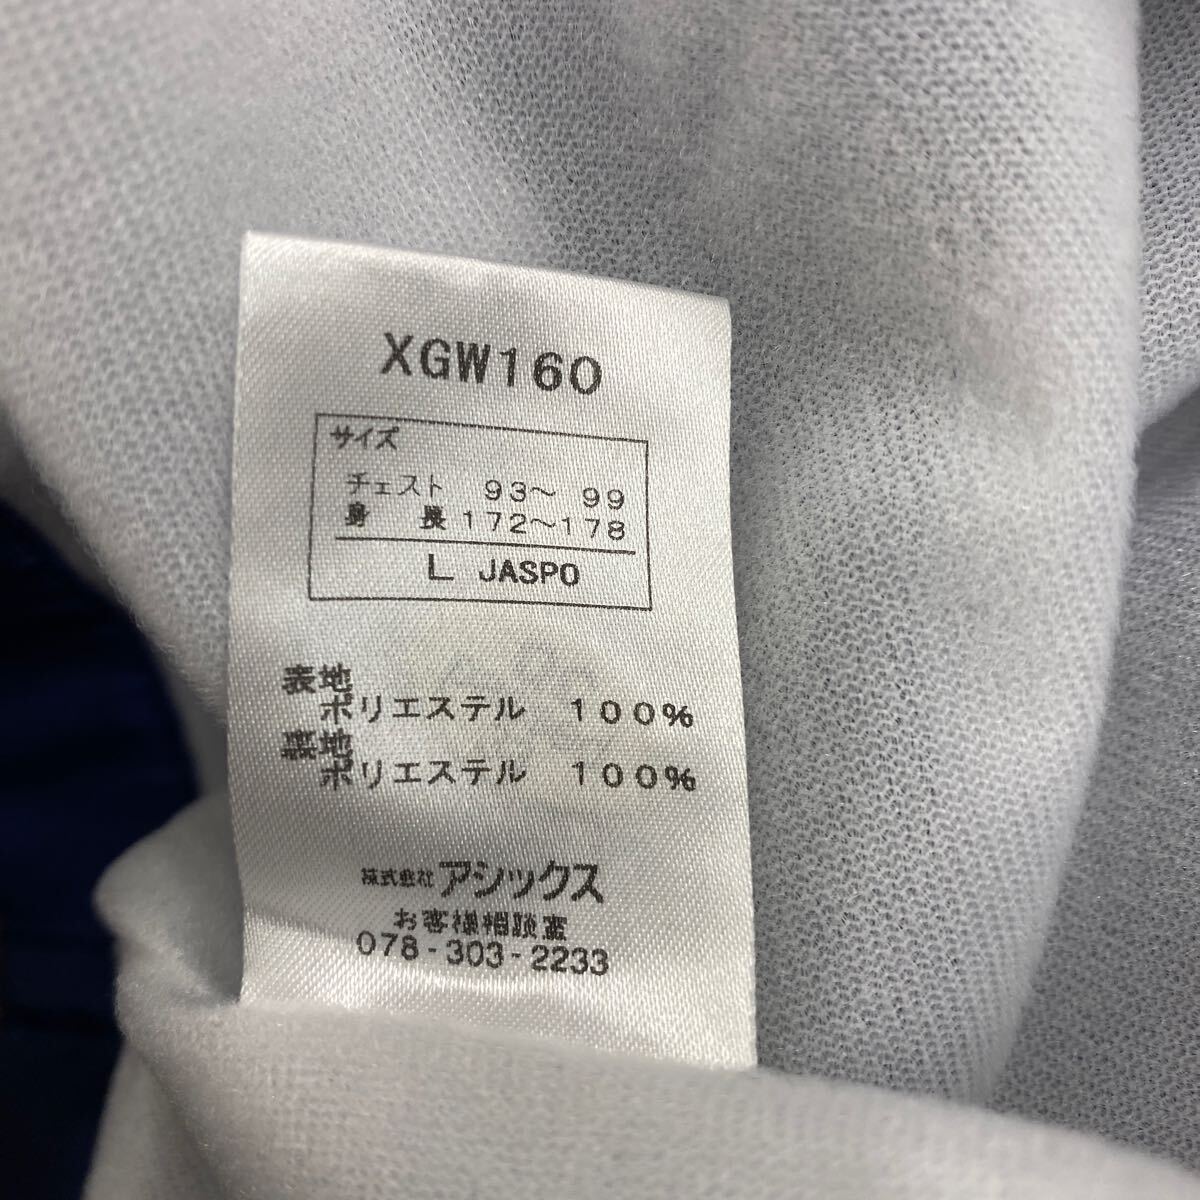 XGW160
サイズ
チェスト 93～ 99
身 長 172～178
L JASPO
表地
ポリエステル 100%
裏地
ポリエステル 100%
株式会社アシックス
お客様相談室
078-303-2233